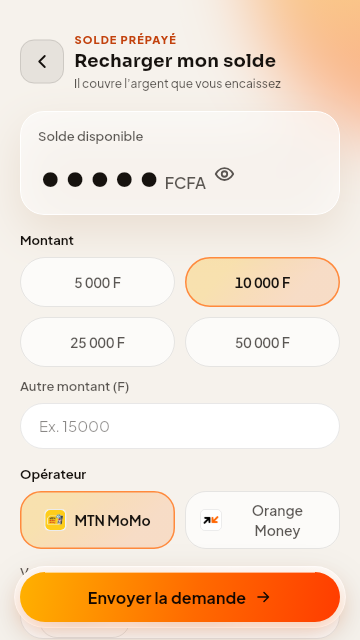 SOLDE PRÉPAYÉ
Recharger mon solde
Il couvre l'argent que vous encaissez
Solde disponible
●●●●● FCFA
Montant
5 000 F
10 000 F
25 000 F
50 000 F
Autre montant (F)
Ex. 15000
Opérateur
MTN MoMo
Orange
Money
Envoyer la demande →